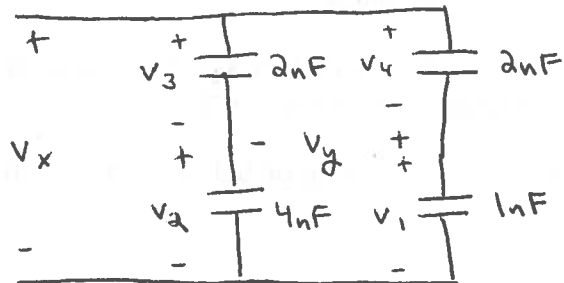 + + +
V3 2nF V4 2nF
- -
Vx + - Vy + +
V2 4nF V1 1nF
- - -